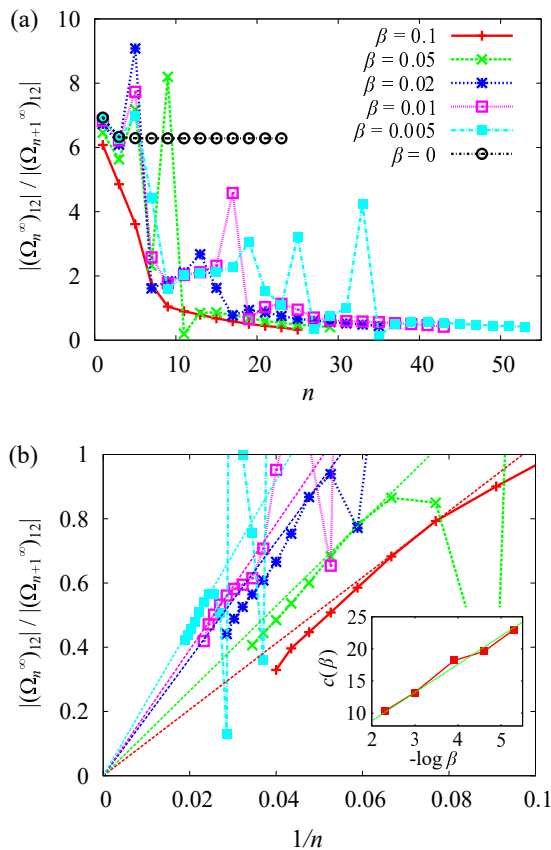 (a)
|(Ω_n^∞)_12| / |(Ω_{n+1}^∞)_12|
10
8
6
4
2
0
0 10 20 30 40 50
n
β = 0.1
β = 0.05
β = 0.02
β = 0.01
β = 0.005
β = 0
(b)
|(Ω_n^∞)_12| / |(Ω_{n+1}^∞)_12|
1
0.8
0.6
0.4
0.2
0
0 0.02 0.04 0.06 0.08 0.1
1/n
c(β)
25
20
15
10
2 3 4 5
-log β